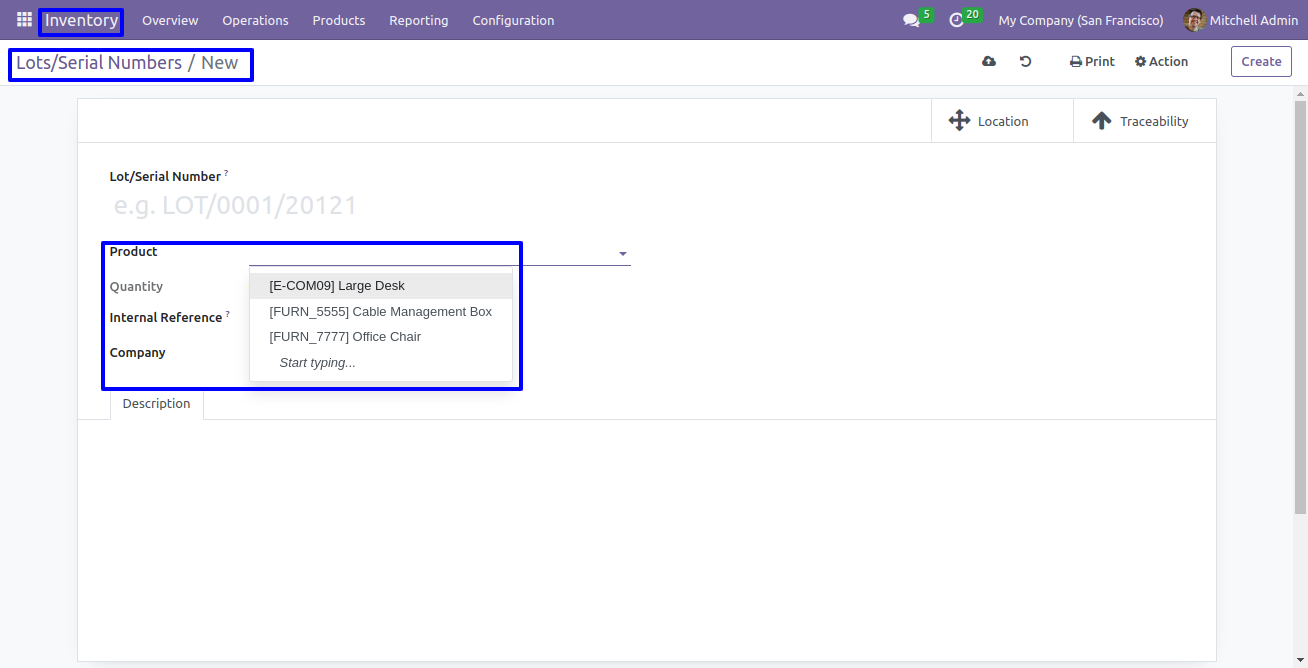 Inventory Overview Operations Products Reporting Configuration 5 20 My Company (San Francisco) Mitchell Admin
Lots/Serial Numbers / New Print Action Create
Location Traceability
Lot/Serial Number ?
e.g. LOT/0001/20121
Product
[E-COM09] Large Desk
Quantity
[FURN_5555] Cable Management Box
Internal Reference ?
[FURN_7777] Office Chair
Company
Start typing...
Description